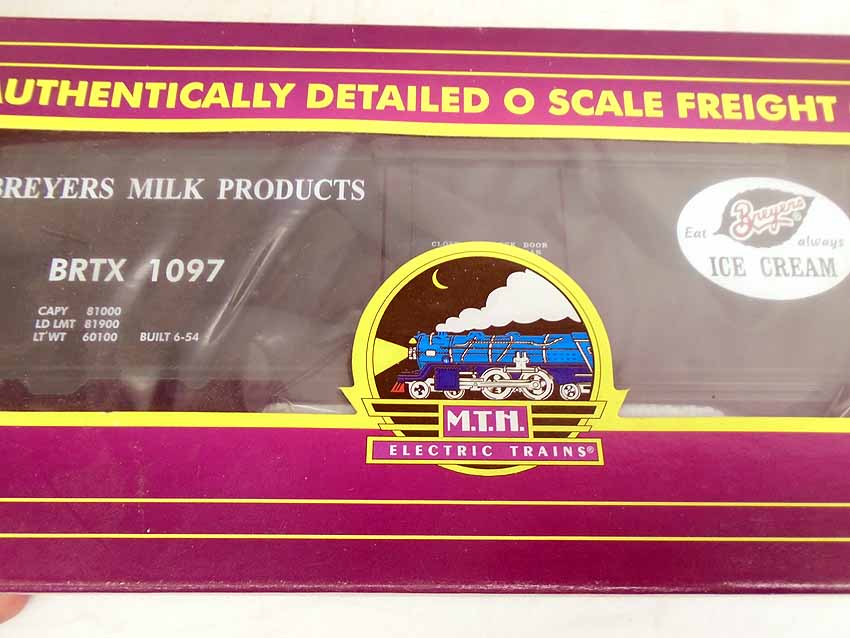 AUTHENTICALLY DETAILED O SCALE FREIGHT
BREYERS MILK PRODUCTS
BRTX 1097
CAPY 81000
LD LMT 81900
LT WT 60100 BUILT 6-54
DOOR
Eat Breyers® always
ICE CREAM
M.T.H.
ELECTRIC TRAINS®